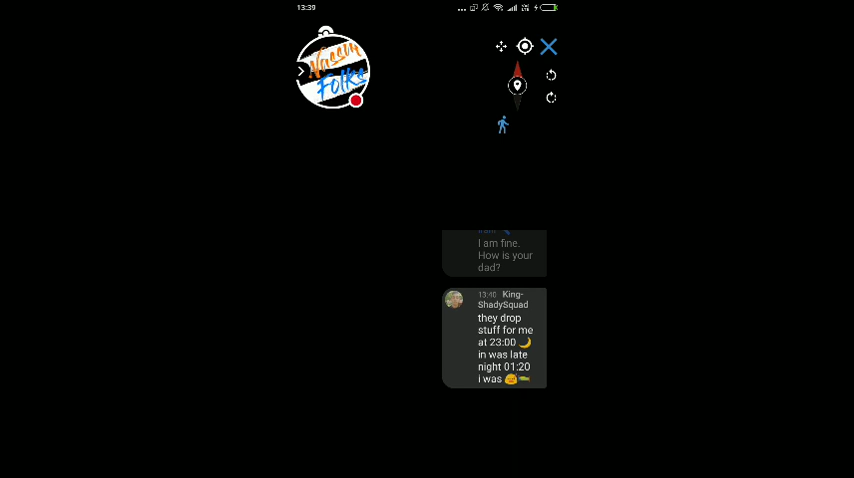 13:39
Nassm
Folks
I am fine.
How is your
dad?
13:40 King-
ShadySquad
they drop
stuff for me
at 23:00 🌙
in was late
night 01:20
i was